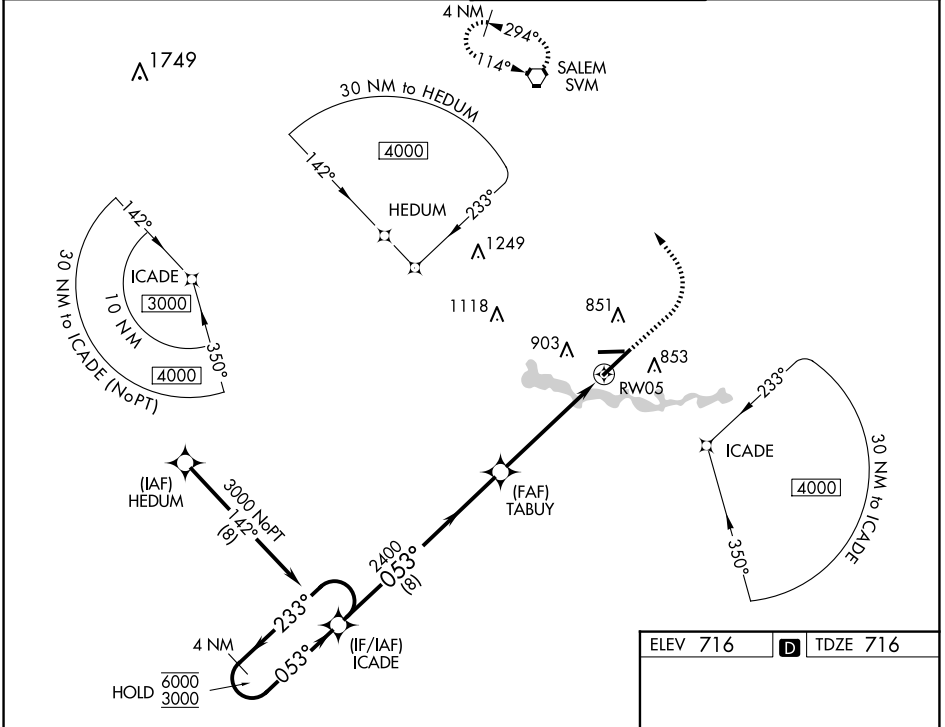 4 NM
294°
114°
SALEM
SVM
1749
30 NM to HEDUM
4000
142°
233°
HEDUM
1249
142°
ICADE
3000
10 NM
350°
4000
30 NM to ICADE (NoPT)
1118
851
903
853
RW05
233°
ICADE
4000
350°
30 NM to ICADE
(IAF)
HEDUM
3000 NoPT
142°
(8)
(FAF)
TABUY
2400
053°
(8)
233°
4 NM
053°
(IF/IAF)
ICADE
HOLD 6000
3000
ELEV 716 D TDZE 716